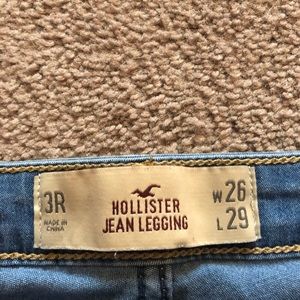 3R
MADE IN
CHINA
HOLLISTER
JEAN LEGGING
W 26
L 29